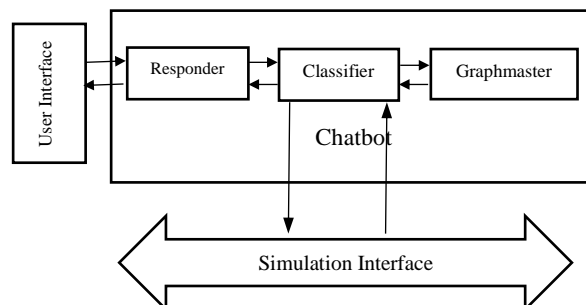 User Interface
Responder
Classifier
Graphmaster
Chatbot
Simulation Interface